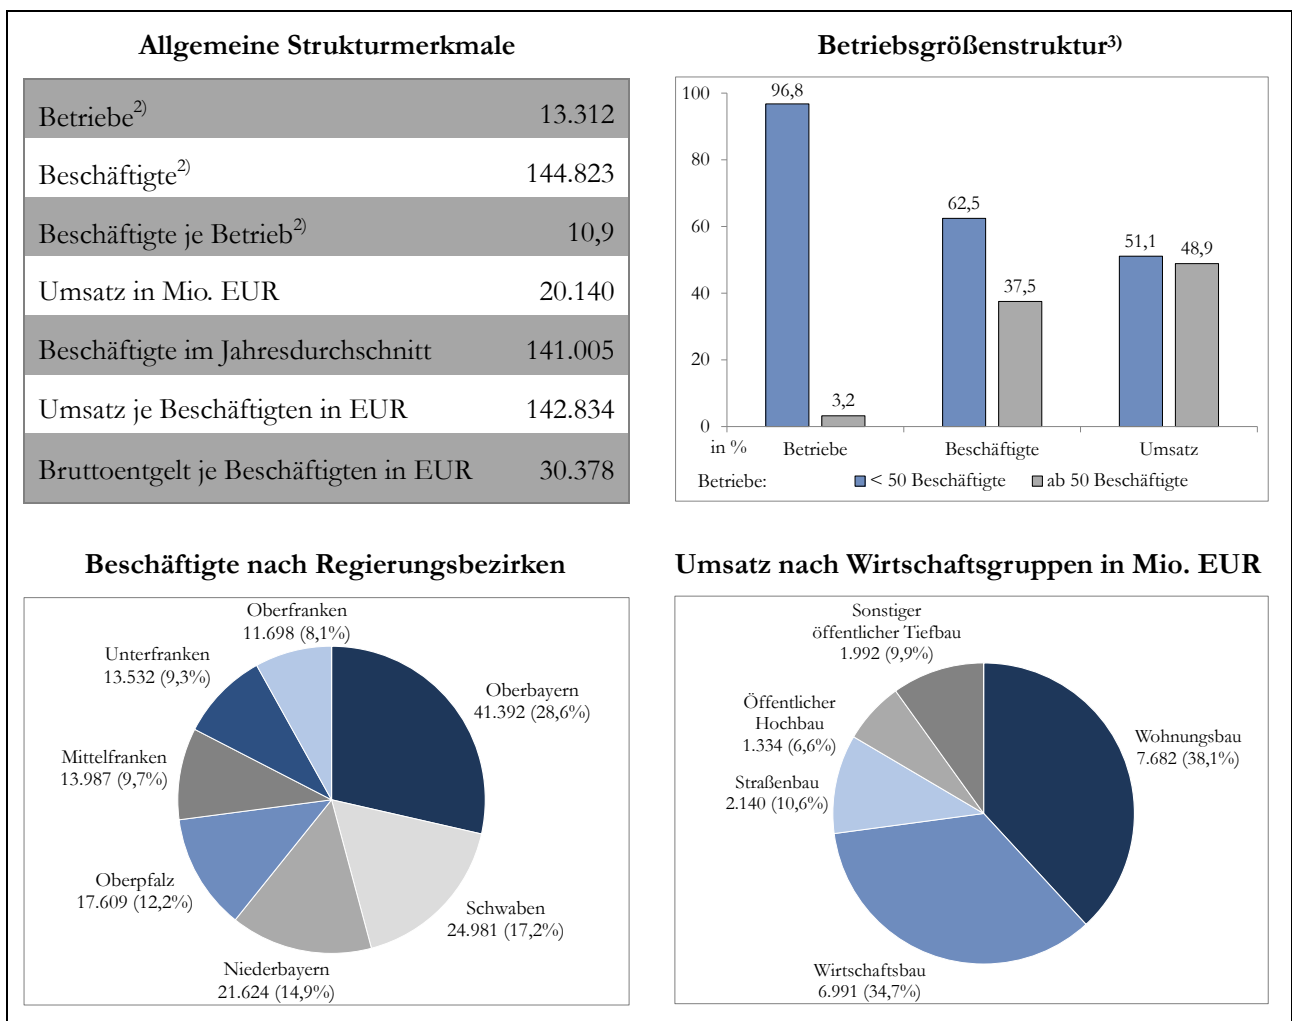 Allgemeine Strukturmerkmale
Betriebe2) 13.312
Beschäftigte2) 144.823
Beschäftigte je Betrieb2) 10,9
Umsatz in Mio. EUR 20.140
Beschäftigte im Jahresdurchschnitt 141.005
Umsatz je Beschäftigten in EUR 142.834
Bruttoentgelt je Beschäftigten in EUR 30.378
Betriebsgrößenstruktur3)
100
80
60
40
20
0
96,8
3,2
62,5
37,5
51,1
48,9
in % Betriebe Beschäftigte Umsatz
Betriebe: < 50 Beschäftigte ab 50 Beschäftigte
Beschäftigte nach Regierungsbezirken
Oberfranken
11.698 (8,1%)
Unterfranken
13.532 (9,3%)
Oberbayern
41.392 (28,6%)
Mittelfranken
13.987 (9,7%)
Oberpfalz
17.609 (12,2%)
Schwaben
24.981 (17,2%)
Niederbayern
21.624 (14,9%)
Umsatz nach Wirtschaftsgruppen in Mio. EUR
Sonstiger
öffentlicher Tiefbau
1.992 (9,9%)
Öffentlicher
Hochbau
1.334 (6,6%)
Wohnungsbau
7.682 (38,1%)
Straßenbau
2.140 (10,6%)
Wirtschaftsbau
6.991 (34,7%)